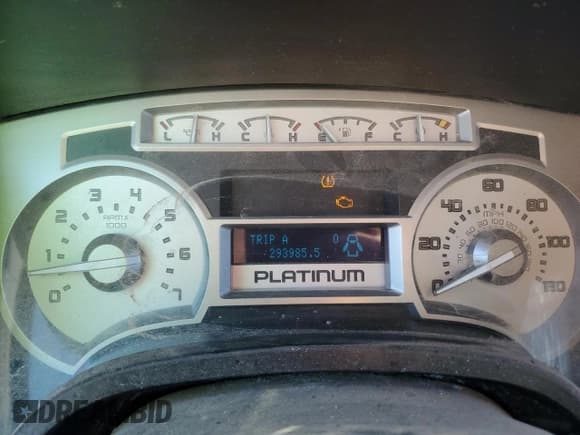 L H C H E F C H
RPM X
1000
0 1 2 3 4 5 6 7
TRIP A 0
293985.5
PLATINUM
MPH
0 20 40 60 80 100 120
DREAMBID